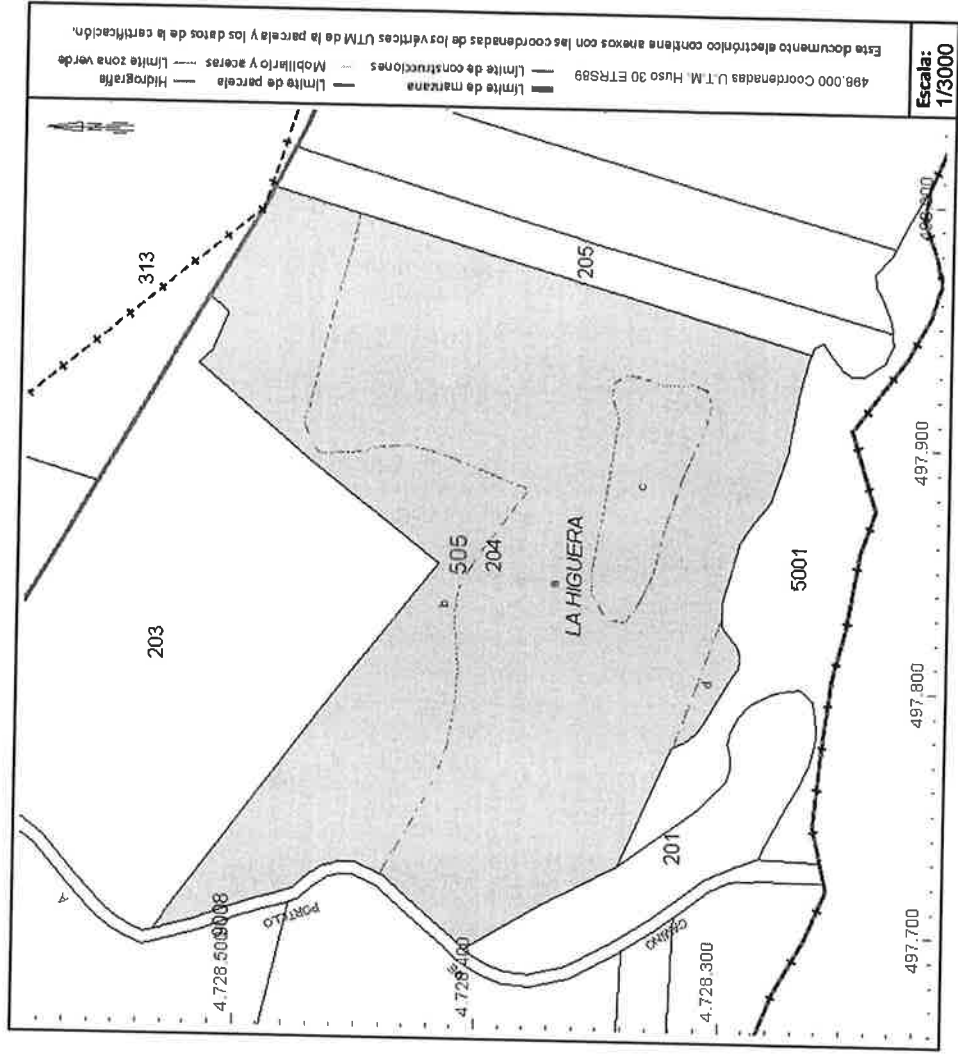 313
203
505
204
205
b
a
LA HIGUERA
c
d
5001
201
A
9008
PORTILLO
DE
CAMINO
4.728.500
4.728.400
4.728.300
497.700
497.800
497.900
Límite de manzana
Límite de construcciones
Límite de parcela
Mobiliario y aceras
Hidrografía
Límite zona verde
498.000 Coordenadas U.T.M. Huso 30 ETRS89
Este documento electrónico contiene anexos con las coordenadas de los vértices UTM de la parcela y los datos de la certificación.
Escala:
1/3000